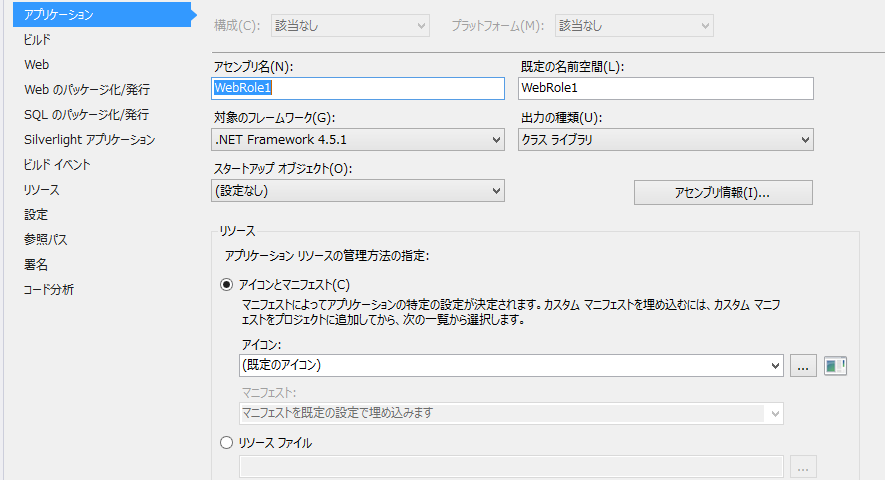 アプリケーション
ビルド
Web
Web のパッケージ化/発行
SQL のパッケージ化/発行
Silverlight アプリケーション
ビルド イベント
リソース
設定
参照パス
署名
コード分析
構成(C): 該当なし プラットフォーム(M): 該当なし
アセンブリ名(N): 既定の名前空間(L):
WebRole1 WebRole1
対象のフレームワーク(G): 出力の種類(U):
.NET Framework 4.5.1 クラス ライブラリ
スタートアップ オブジェクト(O):
(設定なし) アセンブリ情報(I)...
リソース
アプリケーション リソースの管理方法の指定:
アイコンとマニフェスト(C)
マニフェストによってアプリケーションの特定の設定が決定されます。カスタム マニフェストを埋め込むには、カスタム マニフ
ェストをプロジェクトに追加してから、次の一覧から選択します。
アイコン:
(既定のアイコン) ...
マニフェスト:
マニフェストを既定の設定で埋め込みます
リソース ファイル
...